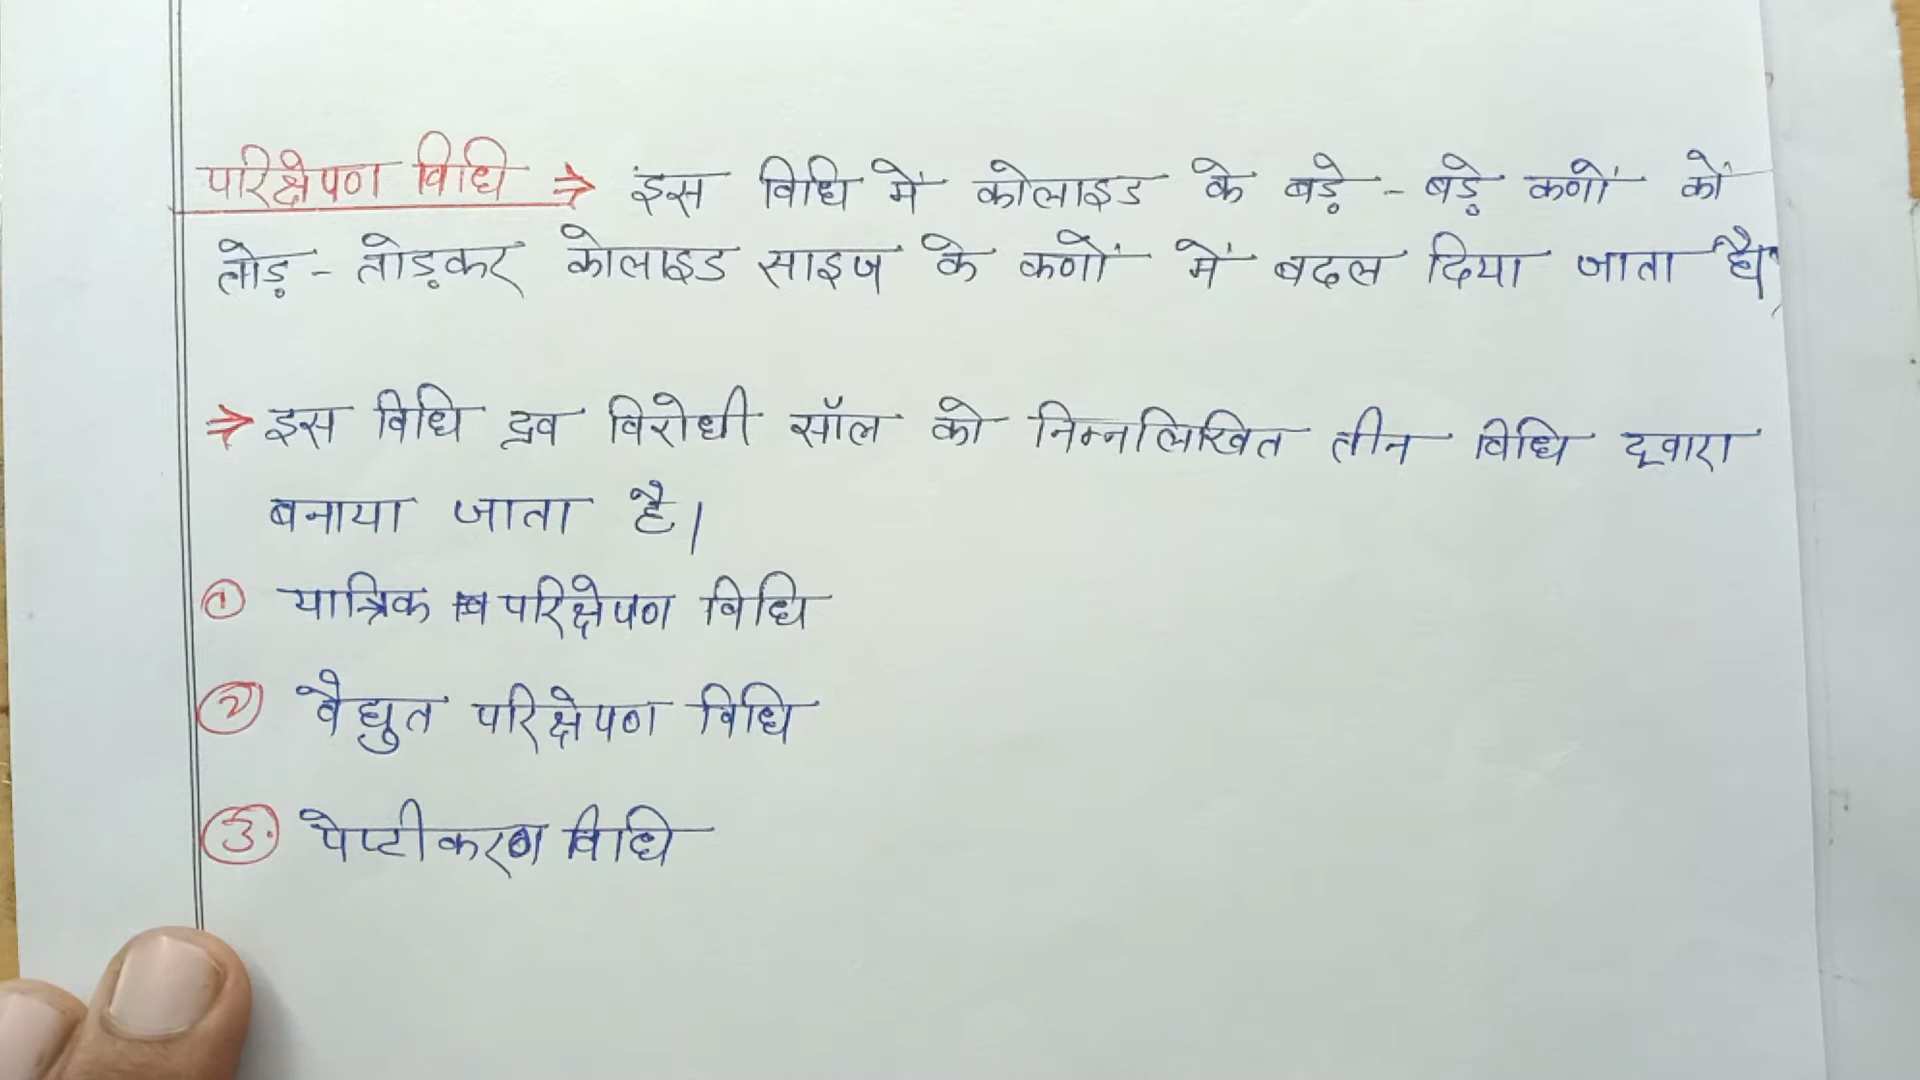 परिक्षेपण विधि ⇒ इस विधि में कोलाइड के बड़े - बड़े कणों कों
तोड़ - तोड़कर कोलाइड साइज के कणों में बदल दिया जाता है
⇒ इस विधि द्रव विरोधी सॉल को निम्नलिखित तीन विधि द्वारा
बनाया जाता है।
① यात्रिक परिक्षेपण विधि
② वैद्युत परिक्षेपण विधि
③ पेप्टीकरण विधि